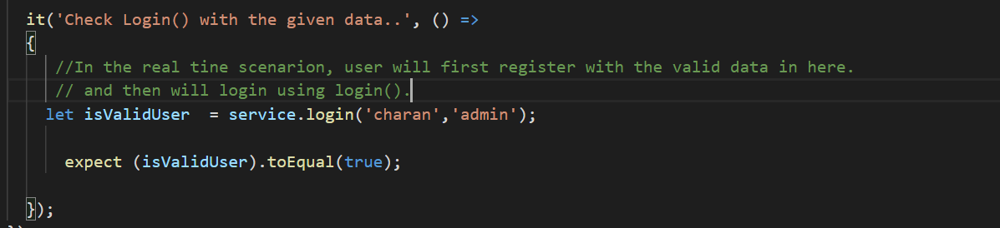 it('Check Login() with the given data..', () =>
{
//In the real tine scenarion, user will first register with the valid data in here.
// and then will login using login().
let isValidUser  = service.login('charan','admin');
expect (isValidUser).toEqual(true);
});